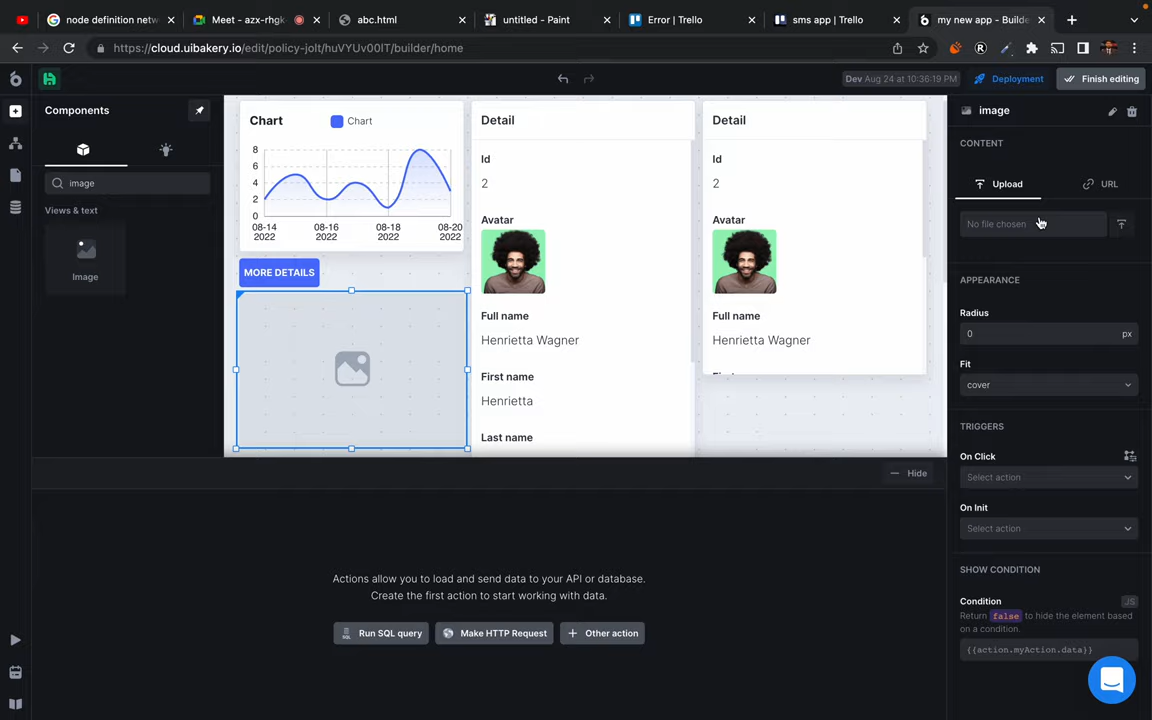 node definition netw
Meet - azx-rhgk
abc.html
untitled - Paint
Error | Trello
sms app | Trello
my new app - Builde
https://cloud.uibakery.io/edit/policy-jolt/huVYUv00IT/builder/home
Dev Aug 24 at 10:36:19 PM
Deployment
Finish editing
Components
image
Views & text
Image
Chart
Chart
8
6
4
2
0
08-14
2022
08-16
2022
08-18
2022
08-20
2022
MORE DETAILS
Detail
Id
2
Avatar
Full name
Henrietta Wagner
First name
Henrietta
Last name
Detail
Id
2
Avatar
Full name
Henrietta Wagner
Hide
Actions allow you to load and send data to your API or database.
Create the first action to start working with data.
SQL
Run SQL query
Make HTTP Request
Other action
image
CONTENT
Upload
URL
No file chosen
APPEARANCE
Radius
0
px
Fit
cover
TRIGGERS
On Click
Select action
On Init
Select action
SHOW CONDITION
Condition
JS
Return false to hide the element based
on a condition.
{{action.myAction.data}}